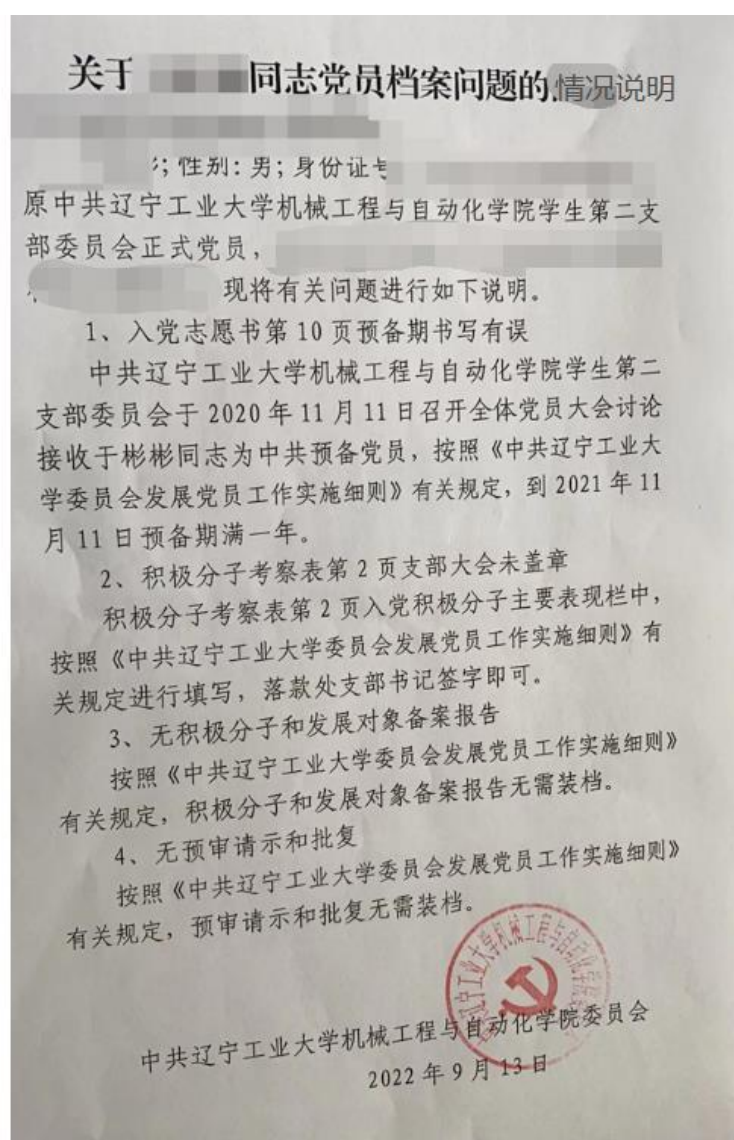 关于同志党员档案问题的情况说明
；性别：男；身份证号
原中共辽宁工业大学机械工程与自动化学院学生第二支
部委员会正式党员，
现将有关问题进行如下说明。
1、入党志愿书第10页预备期书写有误
中共辽宁工业大学机械工程与自动化学院学生第二
支部委员会于2020年11月11日召开全体党员大会讨论
接收于彬彬同志为中共预备党员，按照《中共辽宁工业大
学委员会发展党员工作实施细则》有关规定，到2021年11
月11日预备期满一年。
2、积极分子考察表第2页支部大会未盖章
积极分子考察表第2页入党积极分子主要表现栏中，
按照《中共辽宁工业大学委员会发展党员工作实施细则》有
关规定进行填写，落款处支部书记签字即可。
3、无积极分子和发展对象备案报告
按照《中共辽宁工业大学委员会发展党员工作实施细则》
有关规定，积极分子和发展对象备案报告无需装档。
4、无预审请示和批复
按照《中共辽宁工业大学委员会发展党员工作实施细则》
有关规定，预审请示和批复无需装档。
中共辽宁工业大学机械工程与自动化学院委员会
2022年9月13日